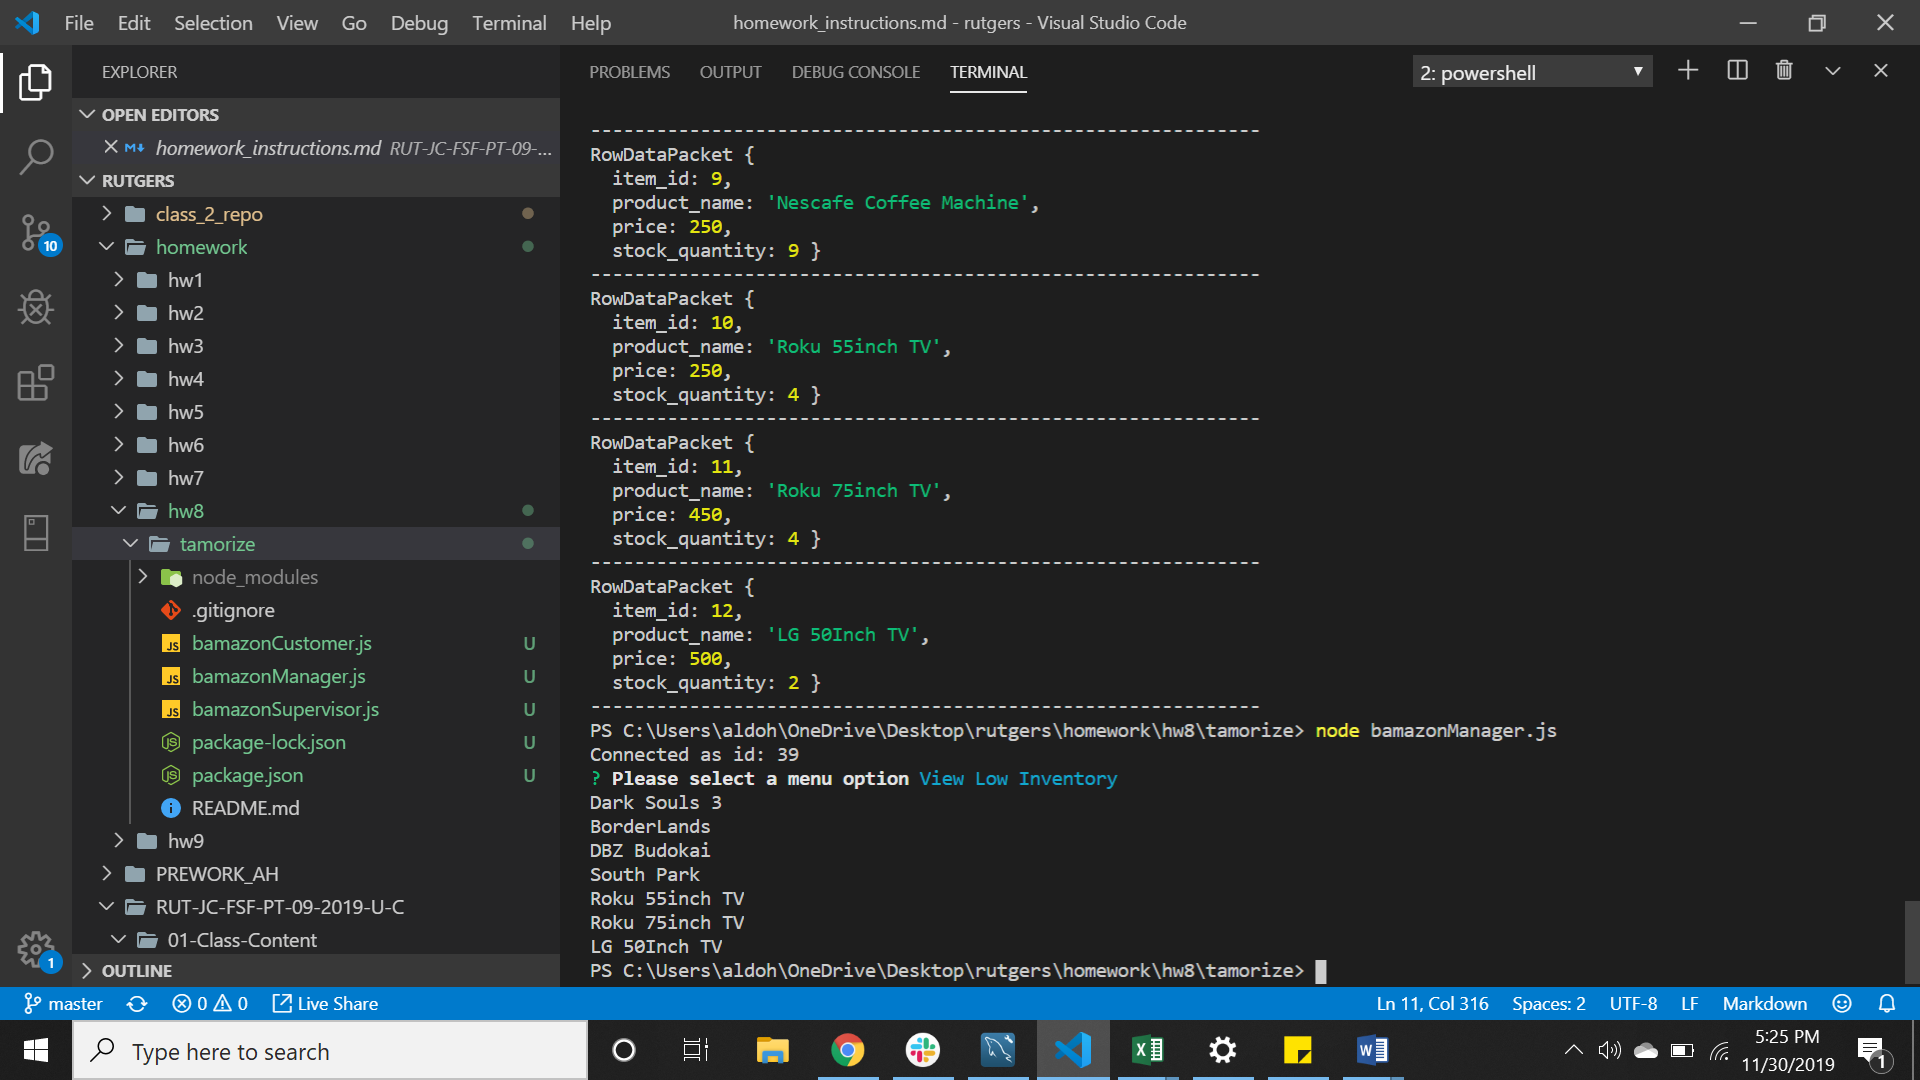 File Edit Selection View Go Debug Terminal Help
homework_instructions.md - rutgers - Visual Studio Code
EXPLORER
OPEN EDITORS
homework_instructions.md RUT-JC-FSF-PT-09-...
RUTGERS
class_2_repo
homework
hw1
hw2
hw3
hw4
hw5
hw6
hw7
hw8
tamorize
node_modules
.gitignore
JS bamazonCustomer.js U
JS bamazonManager.js U
JS bamazonSupervisor.js U
package-lock.json U
package.json U
README.md
hw9
PREWORK_AH
RUT-JC-FSF-PT-09-2019-U-C
01-Class-Content
OUTLINE
10
1
PROBLEMS OUTPUT DEBUG CONSOLE TERMINAL
2: powershell
-------------------------------------------------------------
RowDataPacket {
item_id: 9,
product_name: 'Nescafe Coffee Machine',
price: 250,
stock_quantity: 9 }
-------------------------------------------------------------
RowDataPacket {
item_id: 10,
product_name: 'Roku 55inch TV',
price: 250,
stock_quantity: 4 }
-------------------------------------------------------------
RowDataPacket {
item_id: 11,
product_name: 'Roku 75inch TV',
price: 450,
stock_quantity: 4 }
-------------------------------------------------------------
RowDataPacket {
item_id: 12,
product_name: 'LG 50Inch TV',
price: 500,
stock_quantity: 2 }
-------------------------------------------------------------
PS C:\Users\aldoh\OneDrive\Desktop\rutgers\homework\hw8\tamorize> node bamazonManager.js
Connected as id: 39
? Please select a menu option View Low Inventory
Dark Souls 3
BorderLands
DBZ Budokai
South Park
Roku 55inch TV
Roku 75inch TV
LG 50Inch TV
PS C:\Users\aldoh\OneDrive\Desktop\rutgers\homework\hw8\tamorize>
master 0 0 Live Share
Ln 11, Col 316 Spaces: 2 UTF-8 LF Markdown
Type here to search
5:25 PM
11/30/2019
1